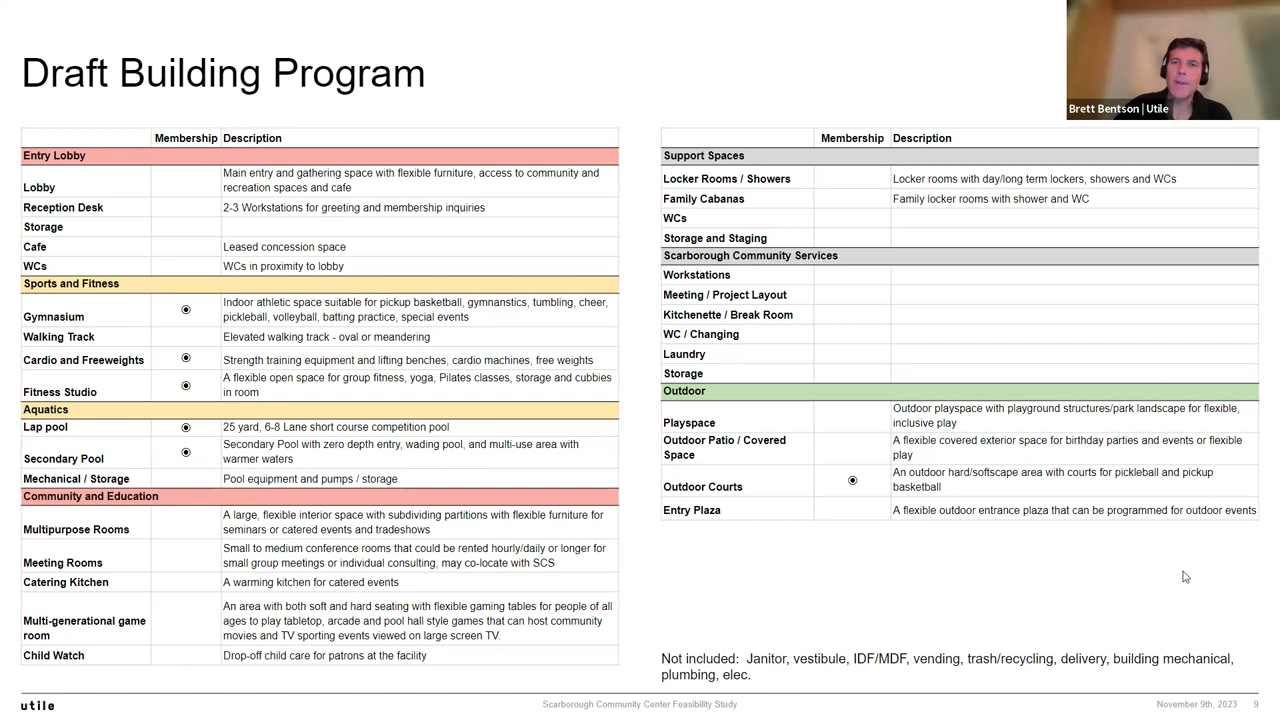 Draft Building Program
Brett Bentson | Utile
Membership Description
Entry Lobby
Main entry and gathering space with flexible furniture, access to community and
Lobby recreation spaces and cafe
Reception Desk 2-3 Workstations for greeting and membership inquiries
Storage
Cafe Leased concession space
WCs WCs in proximity to lobby
Sports and Fitness
Indoor athletic space suitable for pickup basketball, gymnanstics, tumbling, cheer,
Gymnasium pickleball, volleyball, batting practice, special events
Walking Track Elevated walking track - oval or meandering
Cardio and Freeweights Strength training equipment and lifting benches, cardio machines, free weights
A flexible open space for group fitness, yoga, Pilates classes, storage and cubbies
Fitness Studio in room
Aquatics
Lap pool 25 yard, 6-8 Lane short course competition pool
Secondary Pool with zero depth entry, wading pool, and multi-use area with
Secondary Pool warmer waters
Mechanical / Storage Pool equipment and pumps / storage
Community and Education
A large, flexible interior space with subdividing partitions with flexible furniture for
Multipurpose Rooms seminars or catered events and tradeshows
Small to medium conference rooms that could be rented hourly/daily or longer for
Meeting Rooms small group meetings or individual consulting, may co-locate with SCS
Catering Kitchen A warming kitchen for catered events
An area with both soft and hard seating with flexible gaming tables for people of all
Multi-generational game ages to play tabletop, arcade and pool hall style games that can host community
room movies and TV sporting events viewed on large screen TV.
Child Watch Drop-off child care for patrons at the facility
Membership Description
Support Spaces
Locker Rooms / Showers Locker rooms with day/long term lockers, showers and WCs
Family Cabanas Family locker rooms with shower and WC
WCs
Storage and Staging
Scarborough Community Services
Workstations
Meeting / Project Layout
Kitchenette / Break Room
WC / Changing
Laundry
Storage
Outdoor
Outdoor playspace with playground structures/park landscape for flexible,
Playspace inclusive play
Outdoor Patio / Covered A flexible covered exterior space for birthday parties and events or flexible
Space play
An outdoor hard/softscape area with courts for pickleball and pickup
Outdoor Courts basketball
Entry Plaza A flexible outdoor entrance plaza that can be programmed for outdoor events
Not included: Janitor, vestibule, IDF/MDF, vending, trash/recycling, delivery, building mechanical,
plumbing, elec.
utile Scarborough Community Center Feasibility Study November 9th, 2023 9